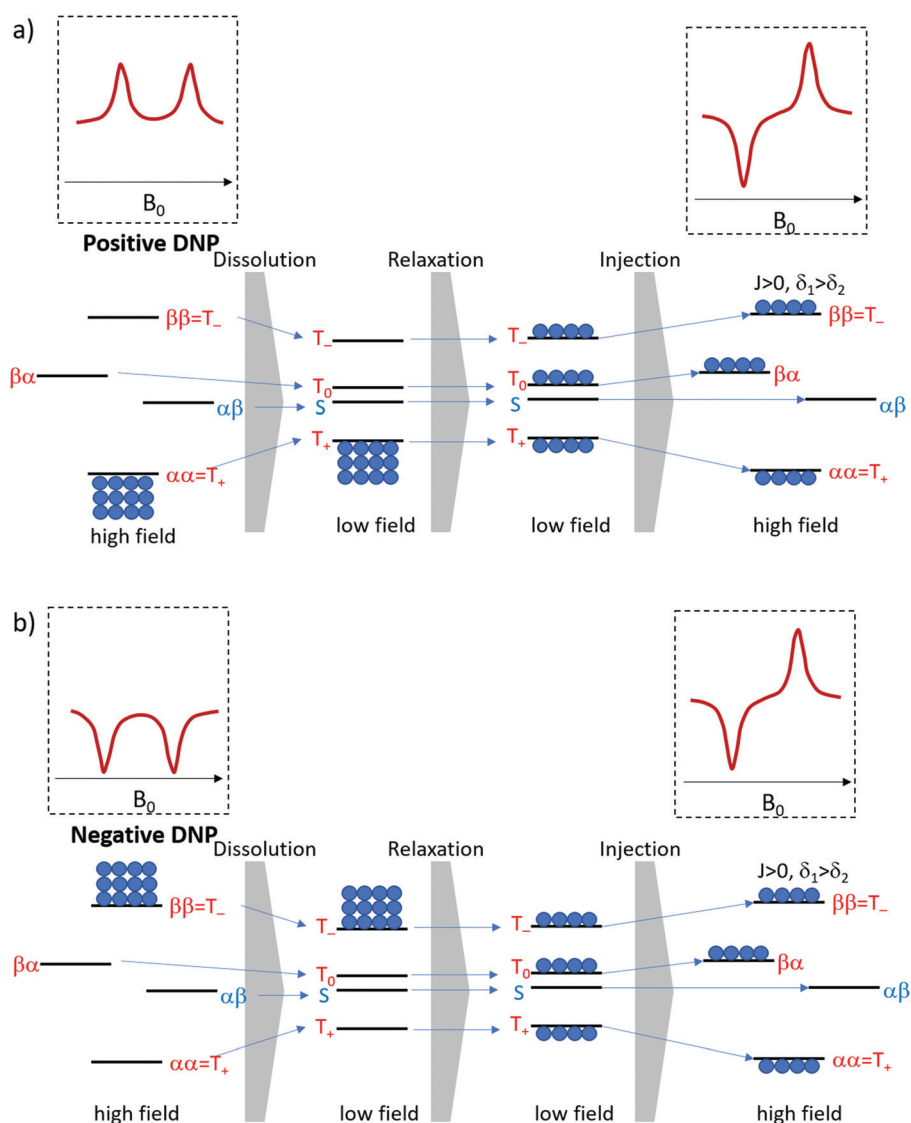 a)
B₀
B₀
Positive DNP
Dissolution
Relaxation
Injection
J>0, δ₁>δ₂
ββ=T₋
T₋
T₋
ββ=T₋
βα
T₀
T₀
βα
αβ
S
S
αβ
αα=T₊
T₊
T₊
αα=T₊
high field
low field
low field
high field
b)
B₀
B₀
Negative DNP
Dissolution
Relaxation
Injection
J>0, δ₁>δ₂
ββ=T₋
T₋
T₋
ββ=T₋
βα
T₀
T₀
βα
αβ
S
S
αβ
αα=T₊
T₊
T₊
αα=T₊
high field
low field
low field
high field